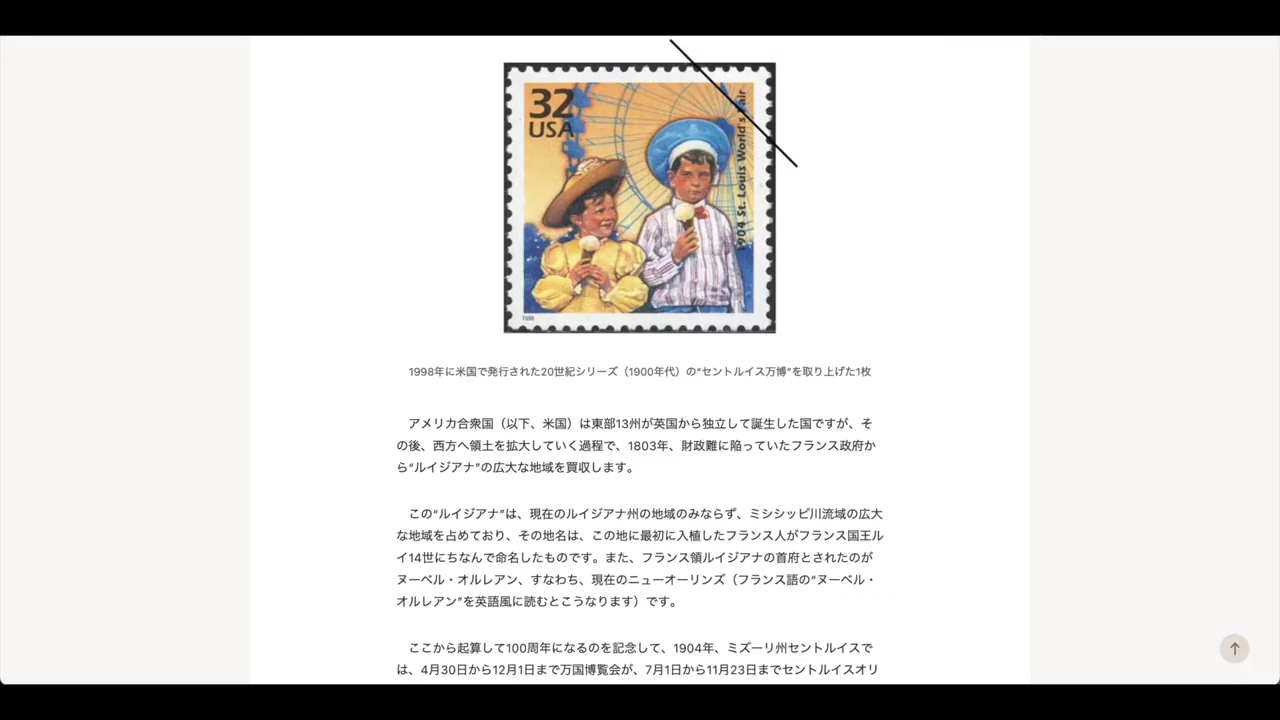 32
USA
1904 St. Louis World's Fair
1998
1998年に米国で発行された20世紀シリーズ（1900年代）の“セントルイス万博”を取り上げた1枚
アメリカ合衆国（以下、米国）は東部13州が英国から独立して誕生した国ですが、そ
の後、西方へ領土を拡大していく過程で、1803年、財政難に陥っていたフランス政府か
ら“ルイジアナ”の広大な地域を買収します。
この“ルイジアナ”は、現在のルイジアナ州の地域のみならず、ミシシッピ川流域の広大
な地域を占めており、その地名は、この地に最初に入植したフランス人がフランス国王ル
イ14世にちなんで命名したものです。また、フランス領ルイジアナの首府とされたのが
ヌーベル・オルレアン、すなわち、現在のニューオーリンズ（フランス語の“ヌーベル・
オルレアン”を英語風に読むとこうなります）です。
ここから起算して100周年になるのを記念して、1904年、ミズーリ州セントルイスで
は、4月30日から12月1日まで万国博覧会が、7月1日から11月23日までセントルイスオリ